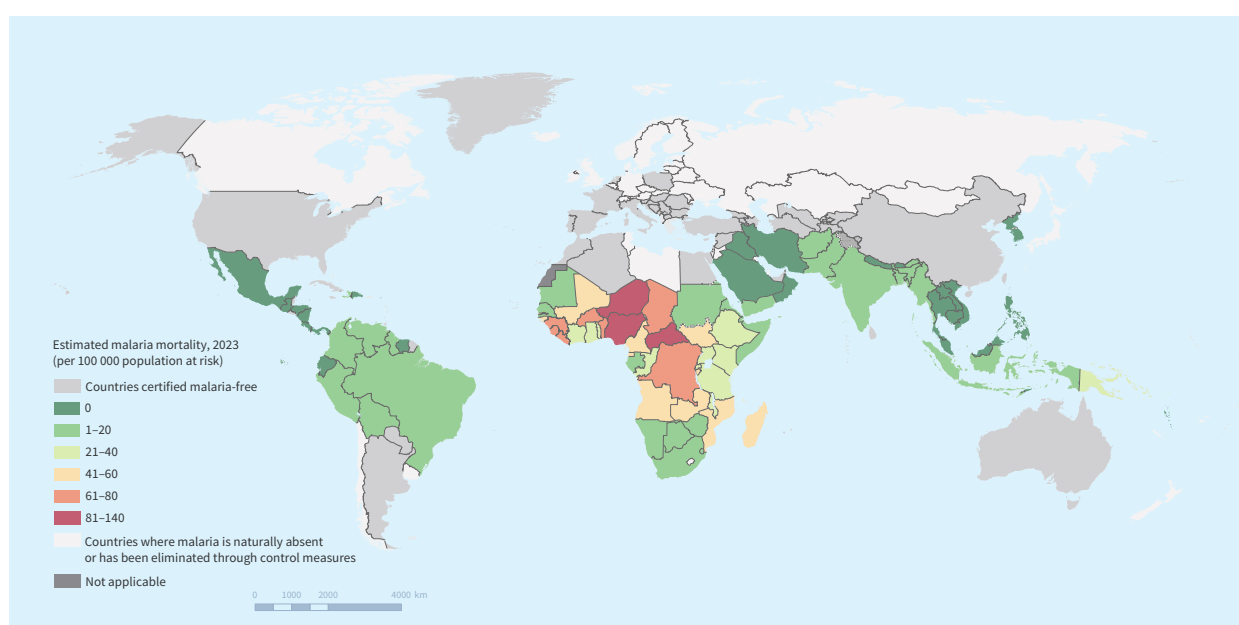 Estimated malaria mortality, 2023
(per 100 000 population at risk)
Countries certified malaria-free
0
1–20
21–40
41–60
61–80
81–140
Countries where malaria is naturally absent
or has been eliminated through control measures
Not applicable
0 1000 2000 4000 km